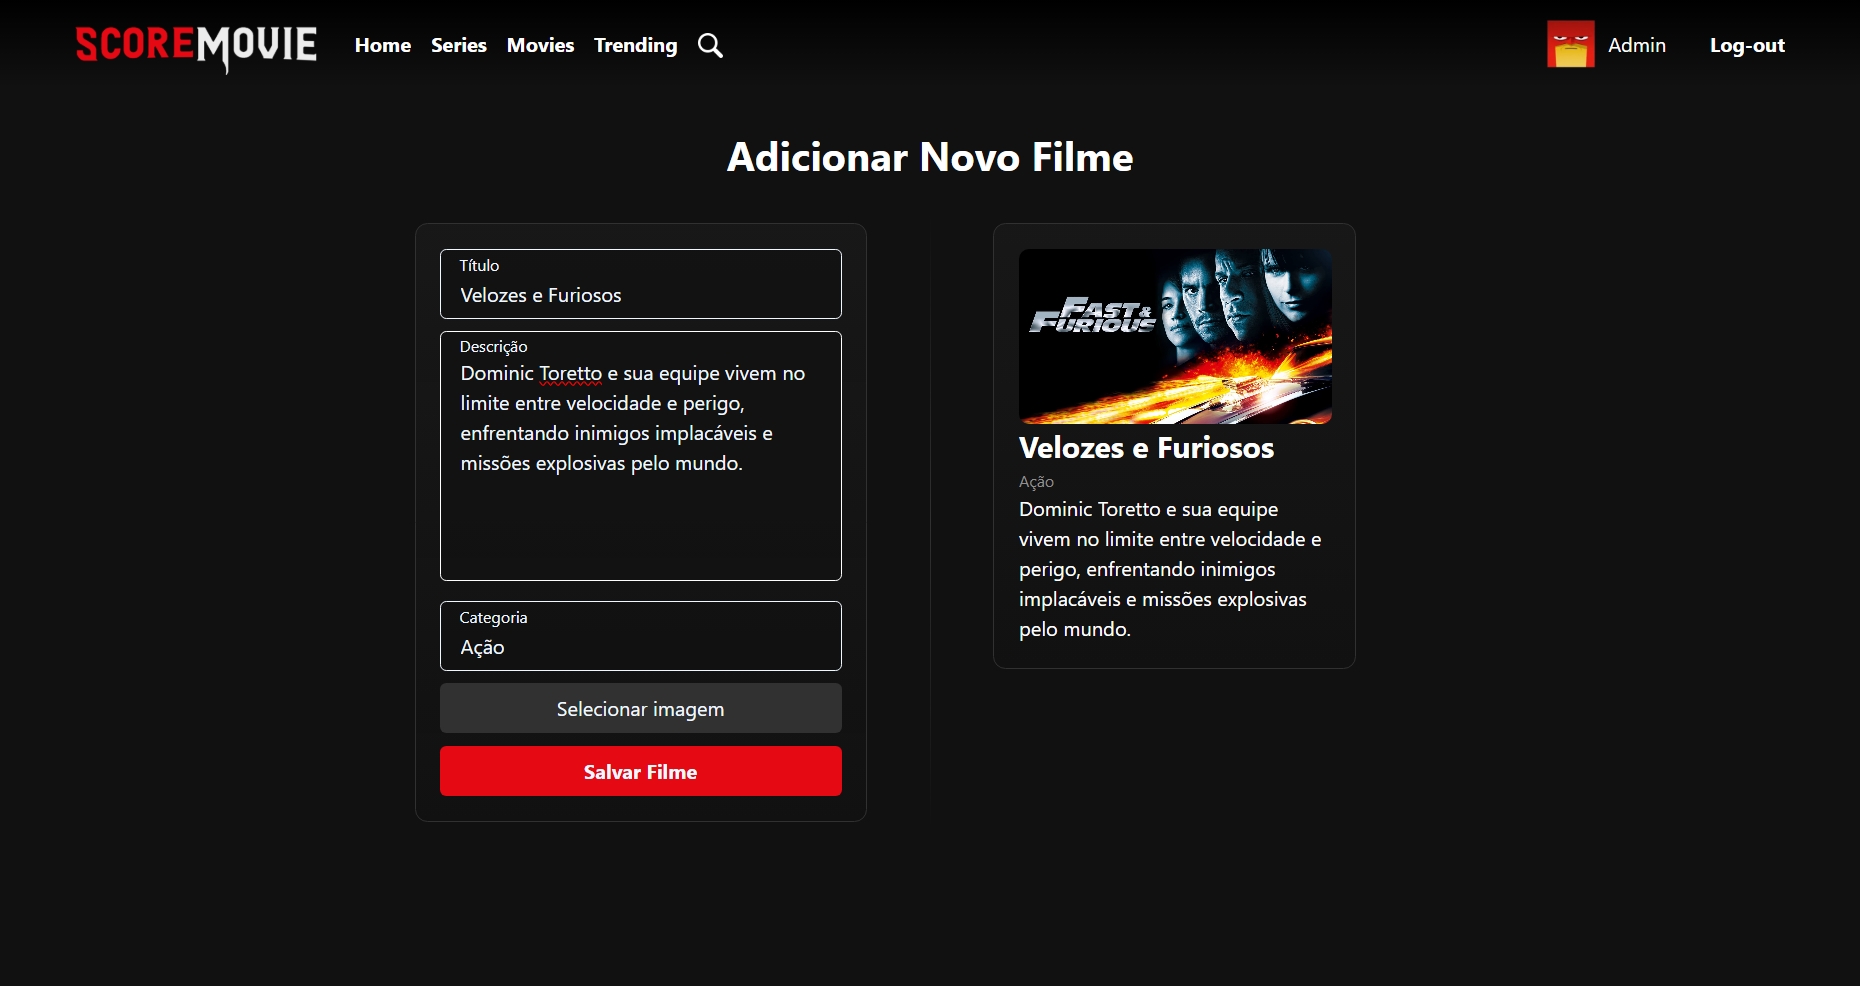 SCOREMOVIE Home Series Movies Trending Admin Log-out
Adicionar Novo Filme
Título
Velozes e Furiosos
Descrição
Dominic Toretto e sua equipe vivem no
limite entre velocidade e perigo,
enfrentando inimigos implacáveis e
missões explosivas pelo mundo.
Categoria
Ação
Selecionar imagem
Salvar Filme
FAST &
FURIOUS
Velozes e Furiosos
Ação
Dominic Toretto e sua equipe
vivem no limite entre velocidade e
perigo, enfrentando inimigos
implacáveis e missões explosivas
pelo mundo.